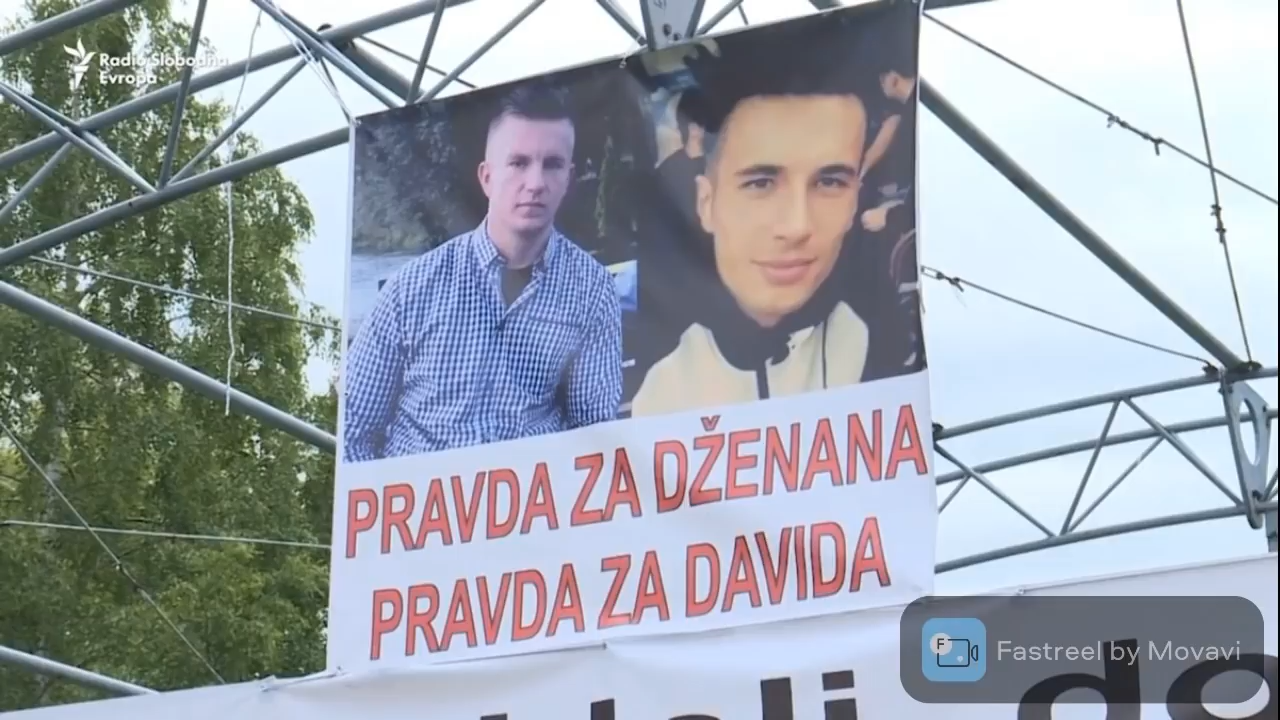 Radio Slobodna
Evropa
PRAVDA ZA DŽENANA
PRAVDA ZA DAVIDA
Fastreel by Movavi